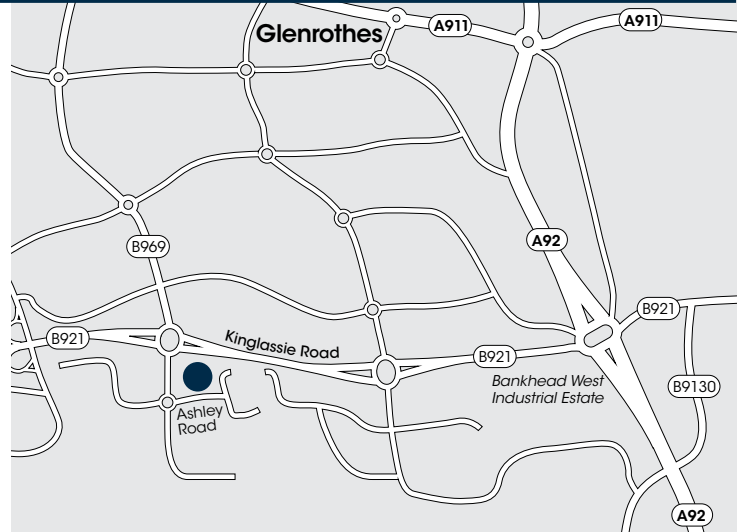 Glenrothes
A911
A911
A92
B969
B921
Kinglassie Road
B921
B921
Bankhead West
Industrial Estate
B9130
Ashley
Road
A92